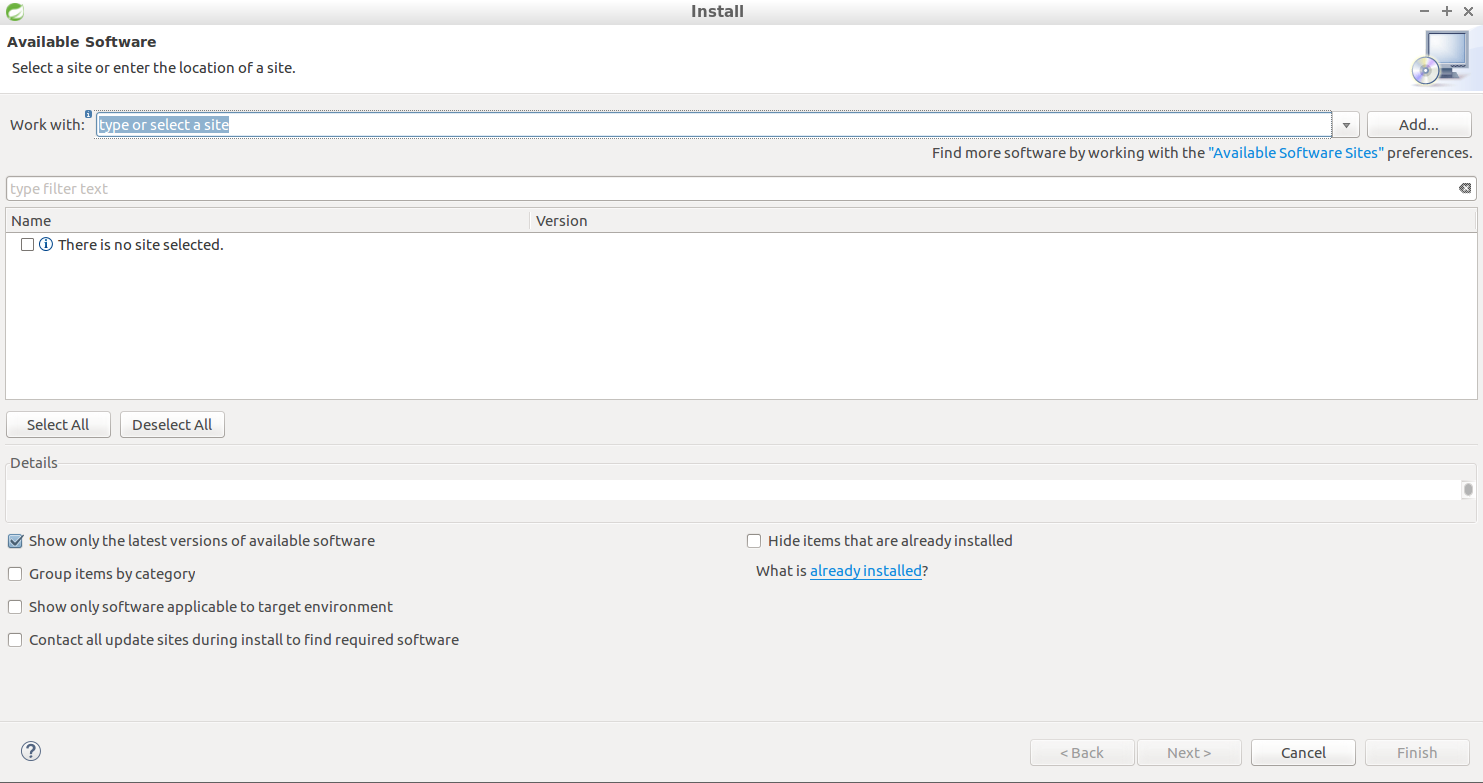 Install
Available Software
Select a site or enter the location of a site.
Work with: type or select a site Add...
Find more software by working with the "Available Software Sites" preferences.
type filter text
Name Version
There is no site selected.
Select All Deselect All
Details
Show only the latest versions of available software Hide items that are already installed
Group items by category What is already installed?
Show only software applicable to target environment
Contact all update sites during install to find required software
? < Back Next > Cancel Finish